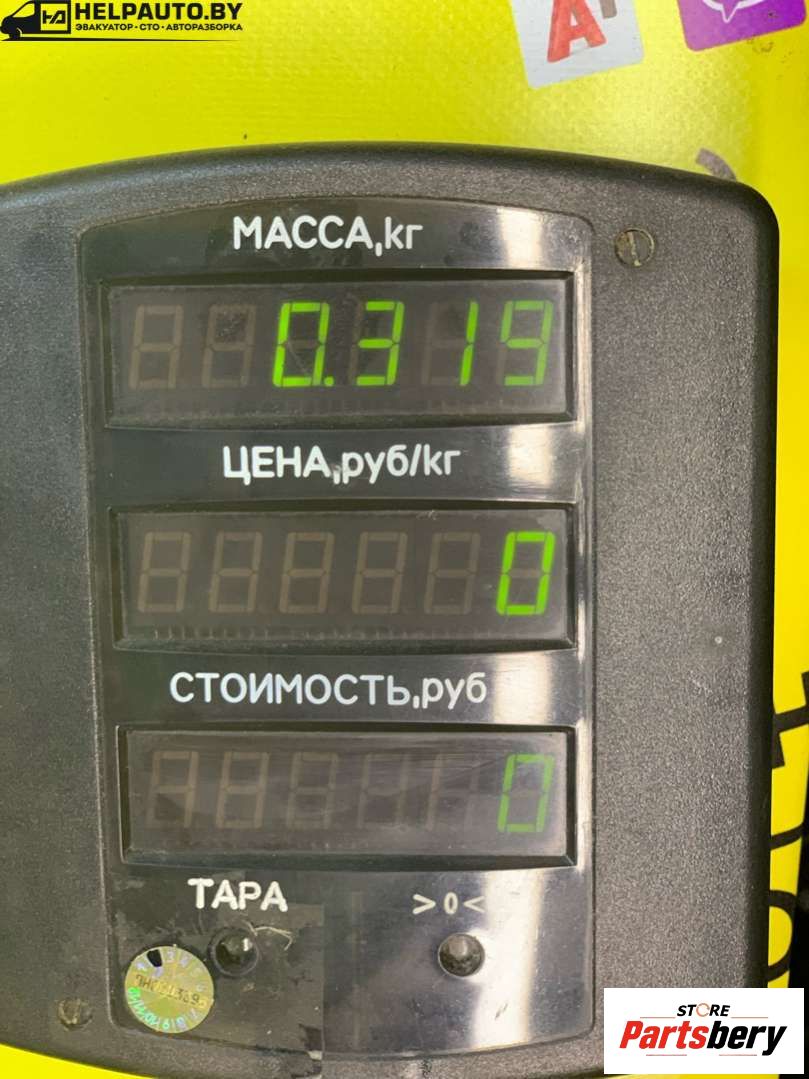 HELPAUTO.BY
ЭВАКУАТОР•СТО•АВТОРАЗБОРКА
МАССА,кг
0.319
ЦЕНА,руб/кг
0
СТОИМОСТЬ,руб
0
ТАРА
>0<
STORE
Partsbery